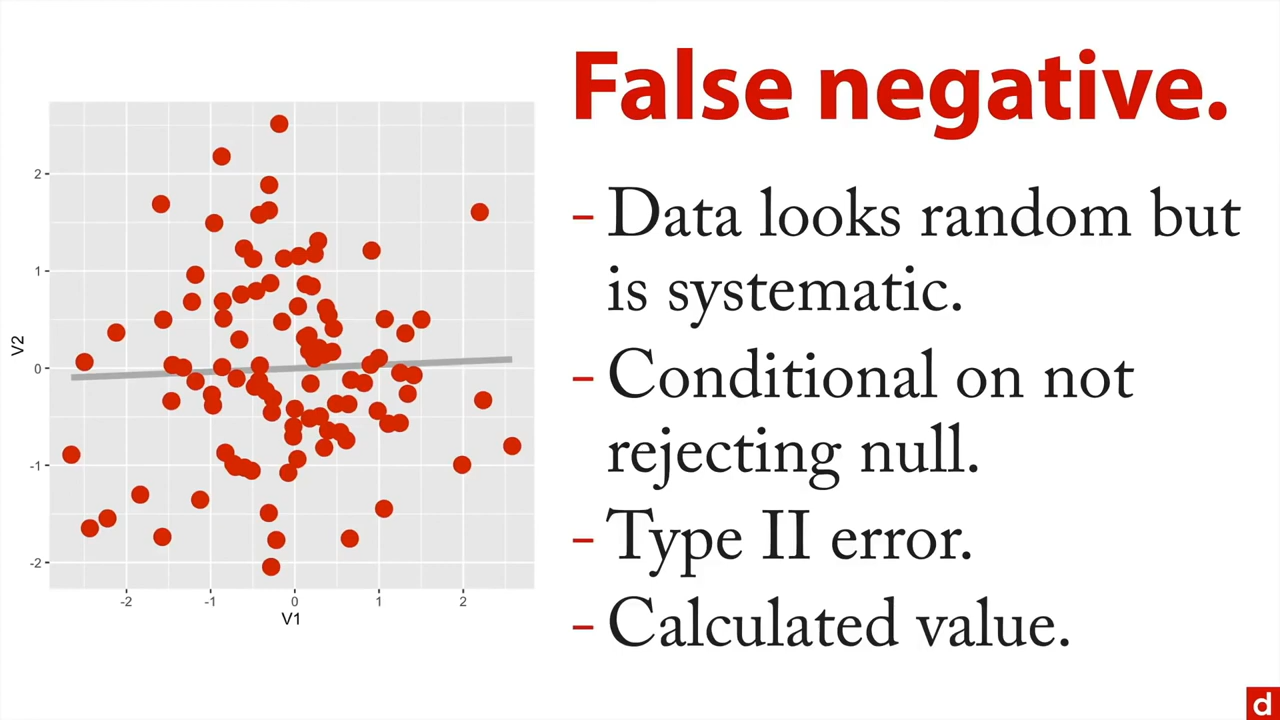 False negative.
– Data looks random but
is systematic.
– Conditional on not
rejecting null.
– Type II error.
– Calculated value.
V2
2
1
0
-1
-2
-2 -1 0 1 2
V1
d